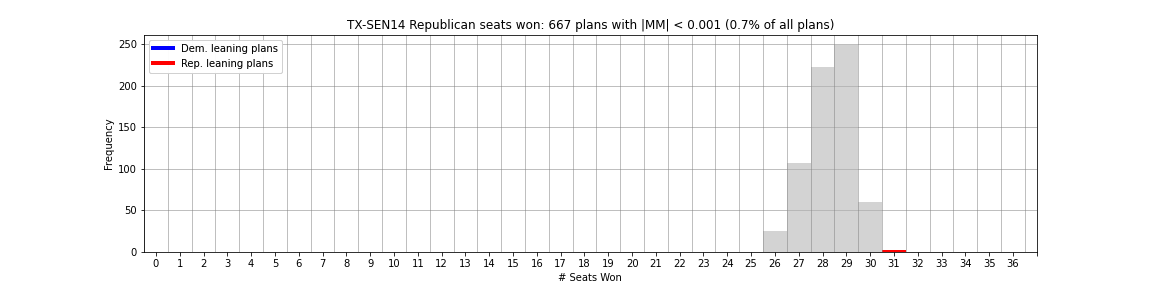 TX-SEN14 Republican seats won: 667 plans with |MM| < 0.001 (0.7% of all plans)
Dem. leaning plans
Rep. leaning plans
250
200
150
100
50
0
Frequency
0 1 2 3 4 5 6 7 8 9 10 11 12 13 14 15 16 17 18 19 20 21 22 23 24 25 26 27 28 29 30 31 32 33 34 35 36
# Seats Won